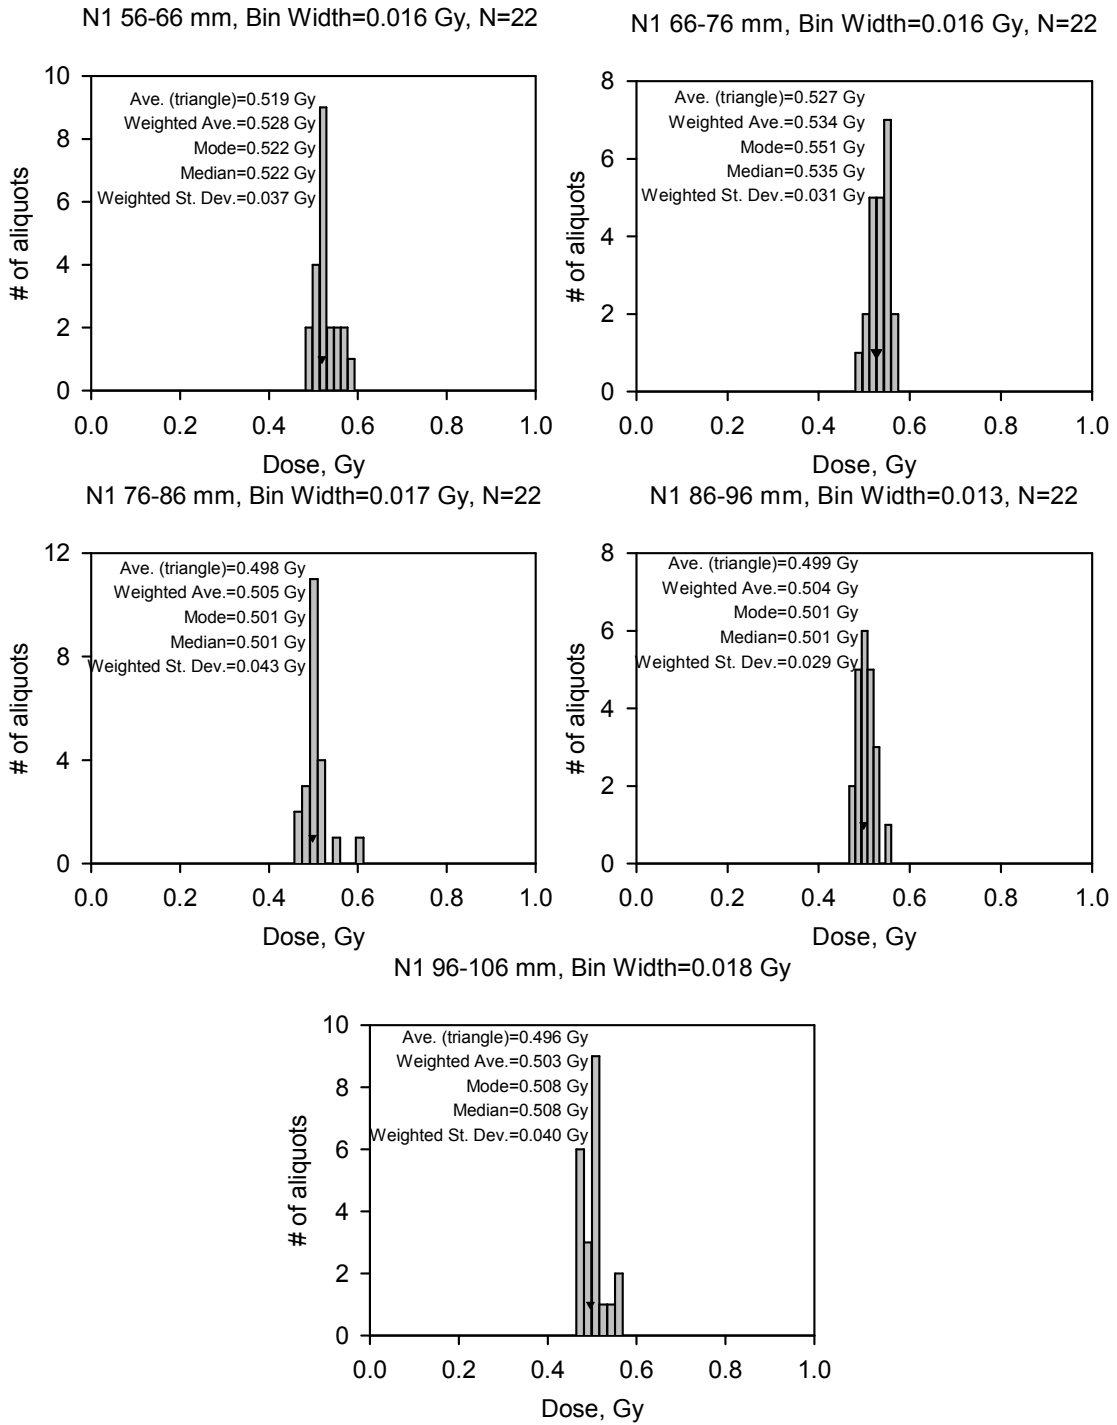 N1 56-66 mm, Bin Width=0.016 Gy, N=22
Ave. (triangle)=0.519 Gy
Weighted Ave.=0.528 Gy
Mode=0.522 Gy
Median=0.522 Gy
Weighted St. Dev.=0.037 Gy
# of aliquots
10
8
6
4
2
0
0.0 0.2 0.4 0.6 0.8 1.0
Dose, Gy
N1 66-76 mm, Bin Width=0.016 Gy, N=22
Ave. (triangle)=0.527 Gy
Weighted Ave.=0.534 Gy
Mode=0.551 Gy
Median=0.535 Gy
Weighted St. Dev.=0.031 Gy
# of aliquots
8
6
4
2
0
0.0 0.2 0.4 0.6 0.8 1.0
Dose, Gy
N1 76-86 mm, Bin Width=0.017 Gy, N=22
Ave. (triangle)=0.498 Gy
Weighted Ave.=0.505 Gy
Mode=0.501 Gy
Median=0.501 Gy
Weighted St. Dev.=0.043 Gy
# of aliquots
12
8
4
0
0.0 0.2 0.4 0.6 0.8 1.0
Dose, Gy
N1 86-96 mm, Bin Width=0.013, N=22
Ave. (triangle)=0.499 Gy
Weighted Ave.=0.504 Gy
Mode=0.501 Gy
Median=0.501 Gy
Weighted St. Dev.=0.029 Gy
# of aliquots
8
6
4
2
0
0.0 0.2 0.4 0.6 0.8 1.0
Dose, Gy
N1 96-106 mm, Bin Width=0.018 Gy
Ave. (triangle)=0.496 Gy
Weighted Ave.=0.503 Gy
Mode=0.508 Gy
Median=0.508 Gy
Weighted St. Dev.=0.040 Gy
# of aliquots
10
8
6
4
2
0
0.0 0.2 0.4 0.6 0.8 1.0
Dose, Gy